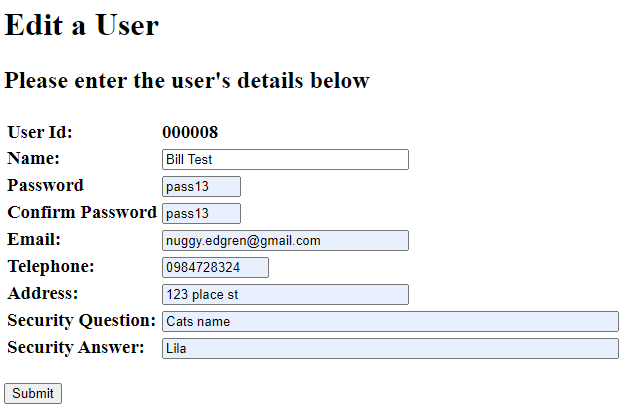 Edit a User
Please enter the user's details below
User Id: 000008
Name: Bill Test
Password pass13
Confirm Password pass13
Email: nuggy.edgren@gmail.com
Telephone: 0984728324
Address: 123 place st
Security Question: Cats name
Security Answer: Lila
Submit